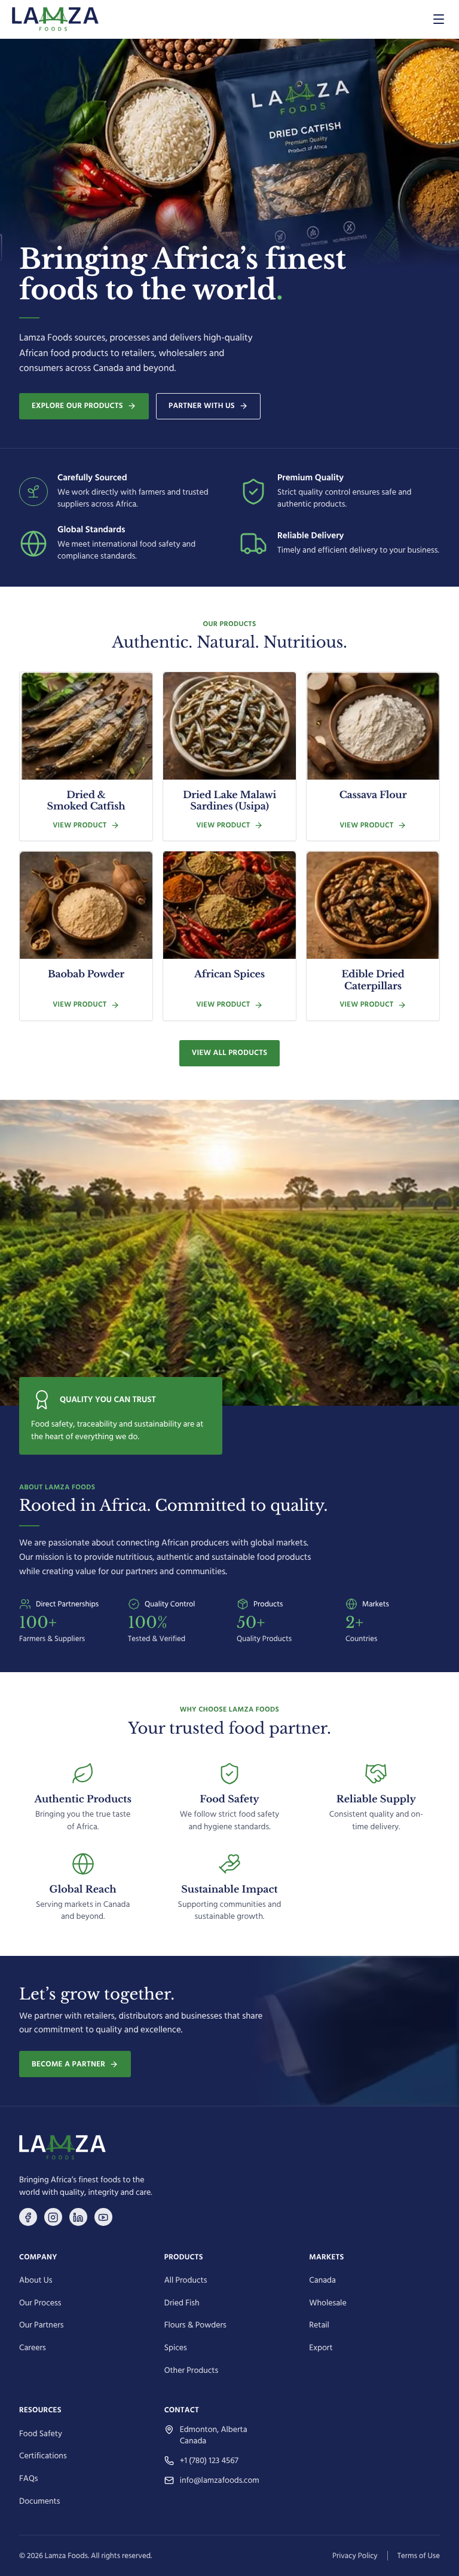 LAMZA
FOODS
LAMZA
FOODS
DRIED CATFISH
Premium Quality
Product of Africa
Bringing Africa’s finest
foods to the world.
Lamza Foods sources, processes and delivers high-quality
African food products to retailers, wholesalers and
consumers across Canada and beyond.
EXPLORE OUR PRODUCTS
PARTNER WITH US
Carefully Sourced
We work directly with farmers and trusted
suppliers across Africa.
Premium Quality
Strict quality control ensures safe and
authentic products.
Global Standards
We meet international food safety and
compliance standards.
Reliable Delivery
Timely and efficient delivery to your business.
OUR PRODUCTS
Authentic. Natural. Nutritious.
Dried &
Smoked Catfish
VIEW PRODUCT
Dried Lake Malawi
Sardines (Usipa)
VIEW PRODUCT
Cassava Flour
VIEW PRODUCT
Baobab Powder
VIEW PRODUCT
African Spices
VIEW PRODUCT
Edible Dried
Caterpillars
VIEW PRODUCT
VIEW ALL PRODUCTS
QUALITY YOU CAN TRUST
Food safety, traceability and sustainability are at
the heart of everything we do.
ABOUT LAMZA FOODS
Rooted in Africa. Committed to quality.
We are passionate about connecting African producers with global markets.
Our mission is to provide nutritious, authentic and sustainable food products
while creating value for our partners and communities.
Direct Partnerships
100+
Farmers & Suppliers
Quality Control
100%
Tested & Verified
Products
50+
Quality Products
Markets
2+
Countries
WHY CHOOSE LAMZA FOODS
Your trusted food partner.
Authentic Products
Bringing you the true taste
of Africa.
Food Safety
We follow strict food safety
and hygiene standards.
Reliable Supply
Consistent quality and on-
time delivery.
Global Reach
Serving markets in Canada
and beyond.
Sustainable Impact
Supporting communities and
sustainable growth.
Let’s grow together.
We partner with retailers, distributors and businesses that share
our commitment to quality and excellence.
BECOME A PARTNER
LAMZA
FOODS
Bringing Africa’s finest foods to the
world with quality, integrity and care.
COMPANY
About Us
Our Process
Our Partners
Careers
PRODUCTS
All Products
Dried Fish
Flours & Powders
Spices
Other Products
MARKETS
Canada
Wholesale
Retail
Export
RESOURCES
Food Safety
Certifications
FAQs
Documents
CONTACT
Edmonton, Alberta
Canada
+1 (780) 123 4567
info@lamzafoods.com
© 2026 Lamza Foods. All rights reserved.
Privacy Policy
Terms of Use